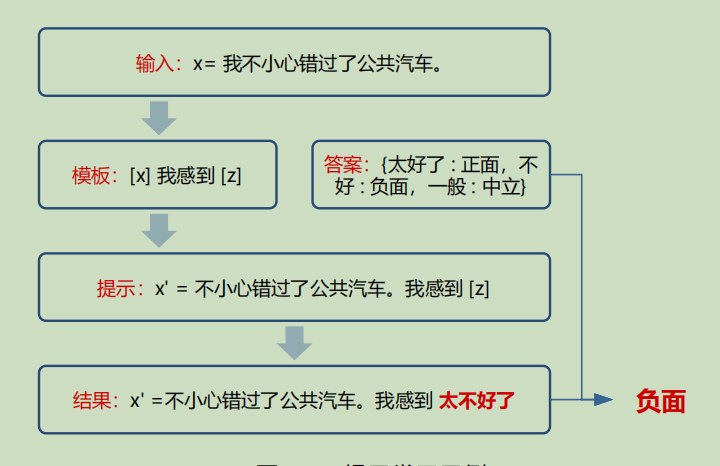 输入：x= 我不小心错过了公共汽车。
模板：[x] 我感到 [z]
答案：{太好了 : 正面，不
好 : 负面，一般 : 中立}
提示：x' = 不小心错过了公共汽车。我感到 [z]
结果：x' =不小心错过了公共汽车。我感到 太不好了
负面